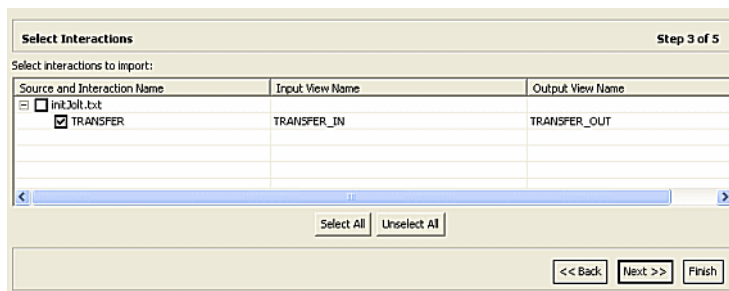 Select Interactions Step 3 of 5
Select interactions to import:
Source and Interaction Name Input View Name Output View Name
initJolt.txt
TRANSFER TRANSFER_IN TRANSFER_OUT
Select All Unselect All
<< Back Next >> Finish